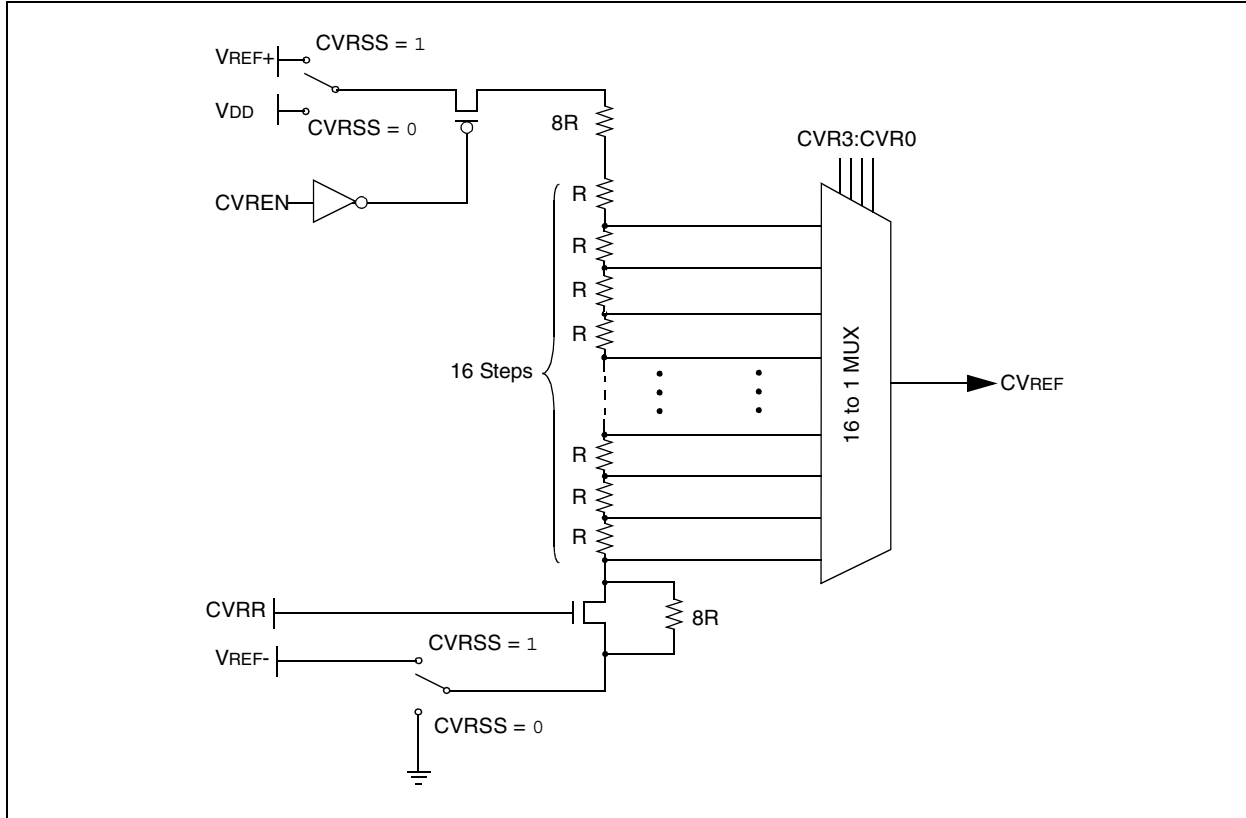 VREF+
CVRSS = 1
VDD
CVRSS = 0
8R
CVR3:CVR0
CVREN
R
R
R
R
16 Steps
16 to 1 MUX
CVREF
R
R
R
CVRR
8R
CVRSS = 1
VREF-
CVRSS = 0